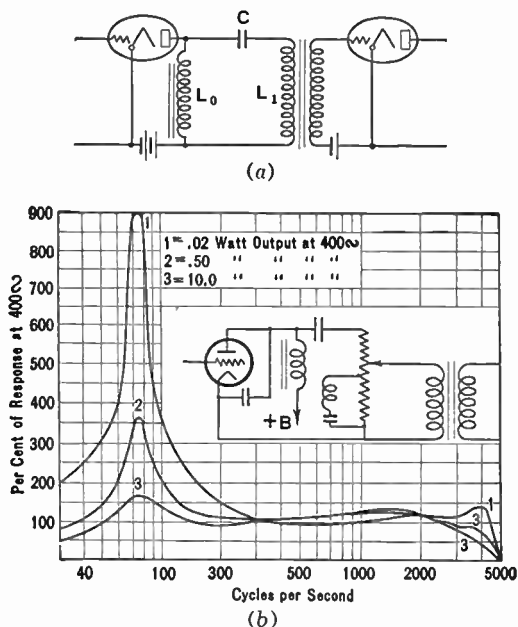 C
L₀
L₁
(a)
900
800
700
600
500
400
300
200
100
Per Cent of Response at 400∾
1
2
3
1
3
3
1 = .02 Watt Output at 400∾
2 = .50 " " " "
3 = 10.0 " " " "
+B
40
100
300
500
1000
2000
5000
Cycles per Second
(b)